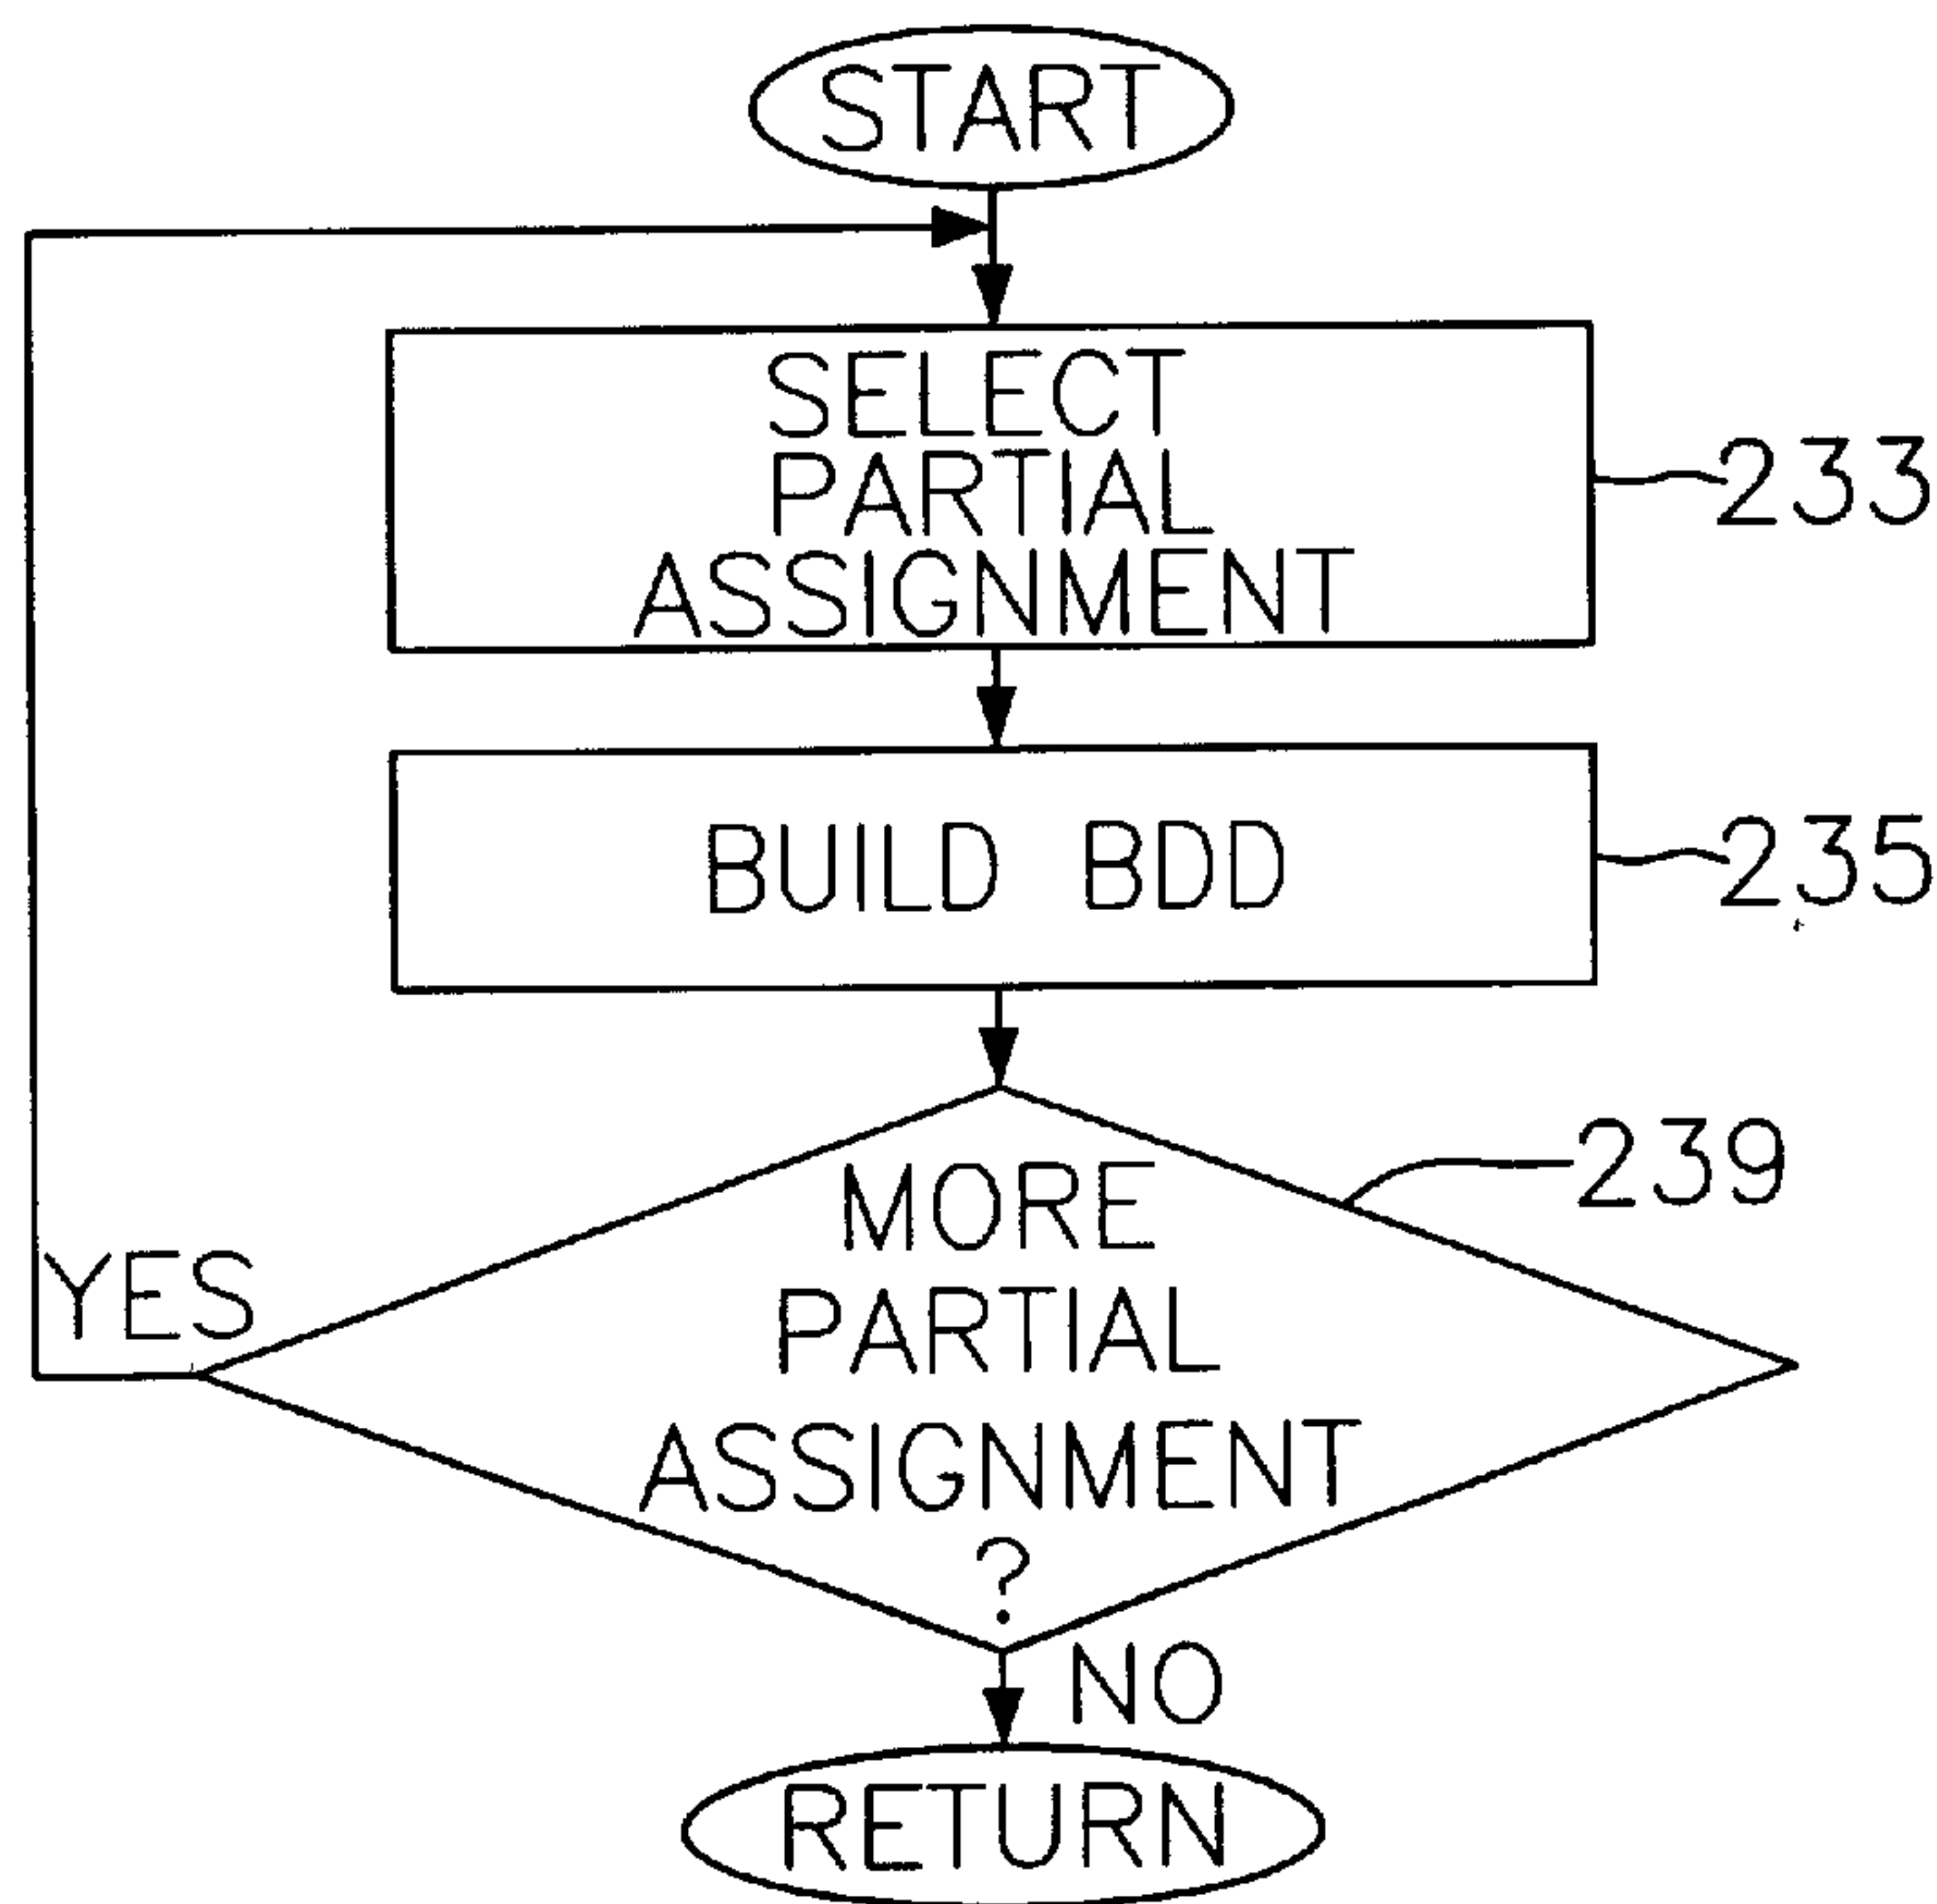 START
SELECT
PARTIAL
ASSIGNMENT
233
BUILD BDD
235
239
MORE
PARTIAL
ASSIGNMENT
?
YES
NO
RETURN